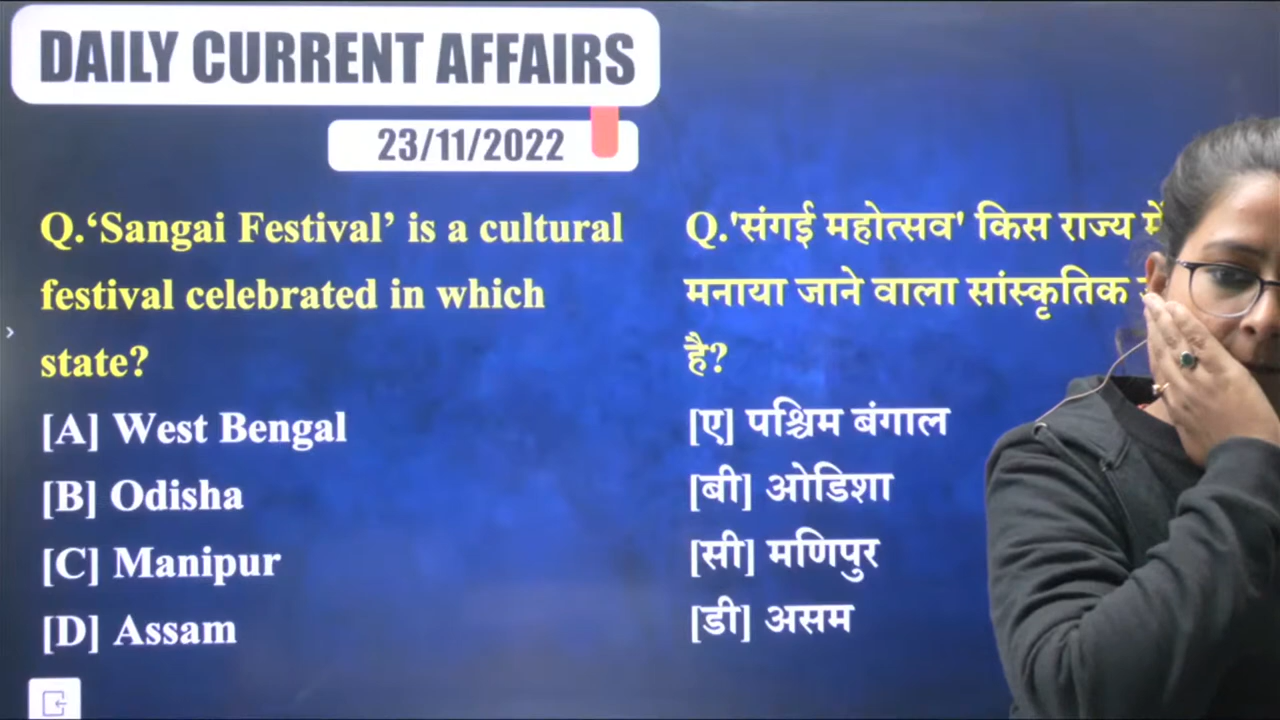 DAILY CURRENT AFFAIRS
23/11/2022
Q.‘Sangai Festival’ is a cultural
festival celebrated in which
state?
[A] West Bengal
[B] Odisha
[C] Manipur
[D] Assam
Q.'संगई महोत्सव' किस राज्य में
मनाया जाने वाला सांस्कृतिक
है?
[ए] पश्चिम बंगाल
[बी] ओडिशा
[सी] मणिपुर
[डी] असम